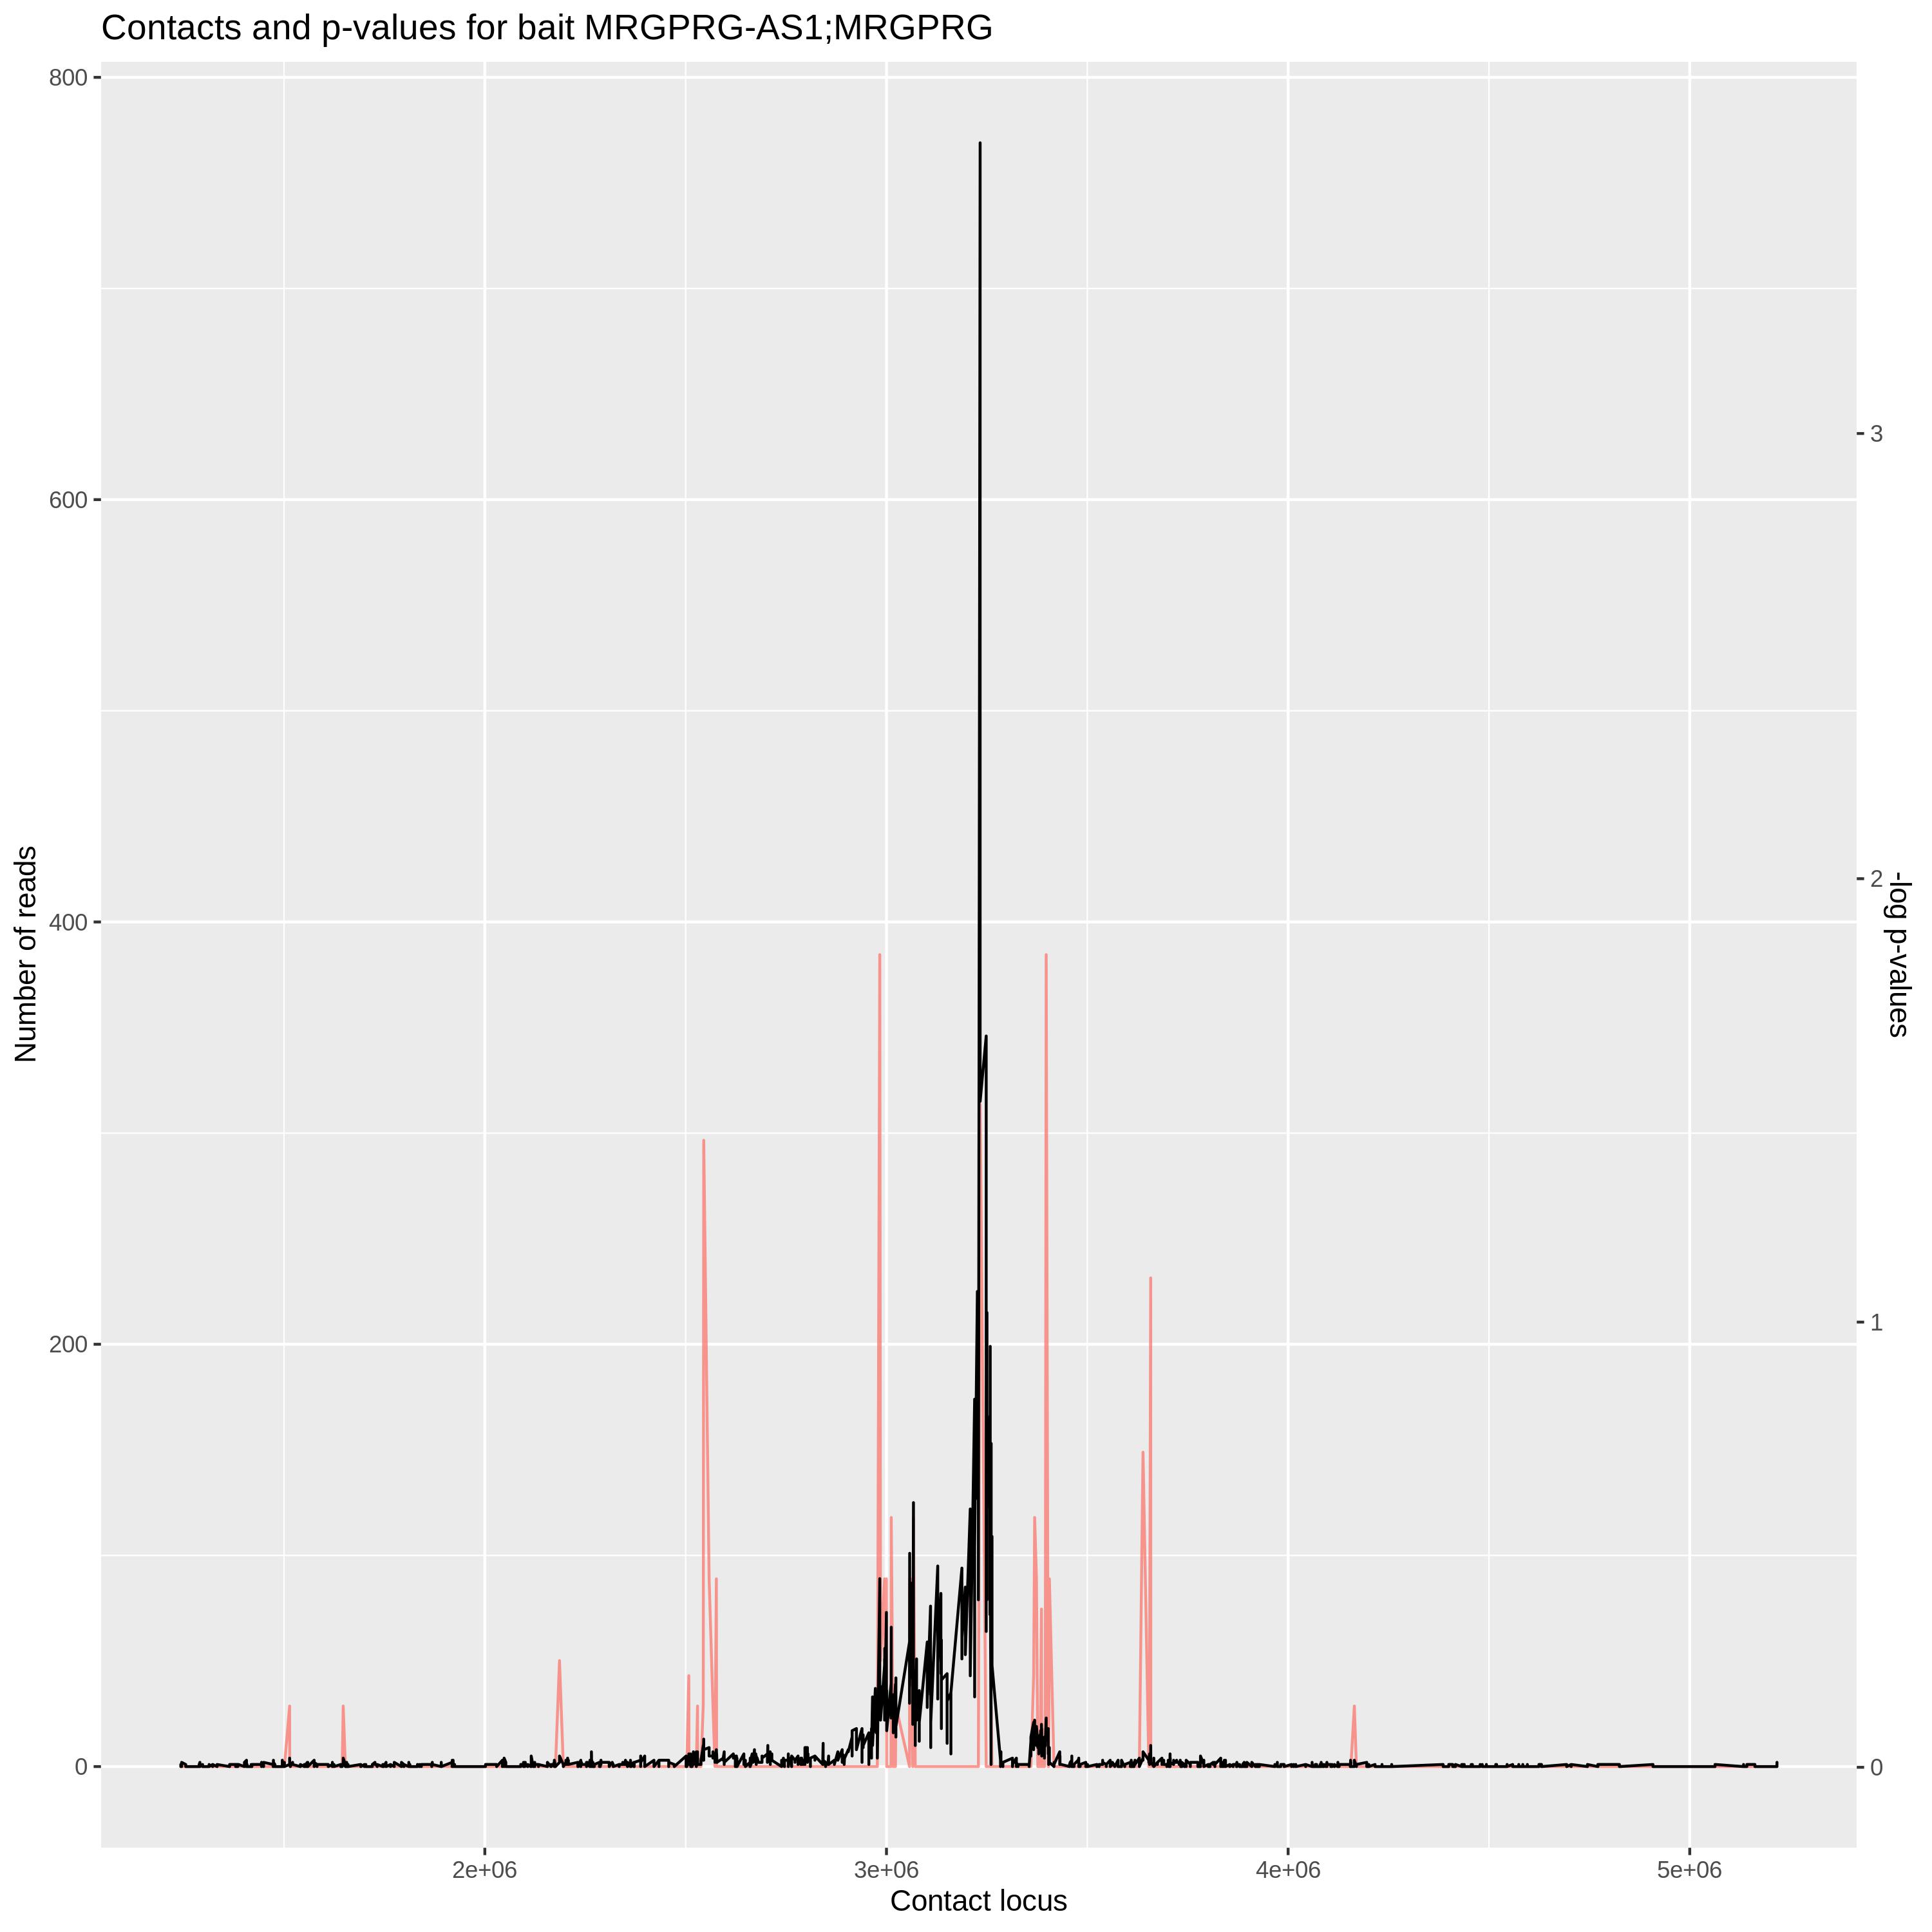 Contacts and p-values for bait MRGPRG-AS1;MRGPRG
800
600
400
200
0
Number of reads
3
2
1
0
-log p-values
2e+06
3e+06
4e+06
5e+06
Contact locus